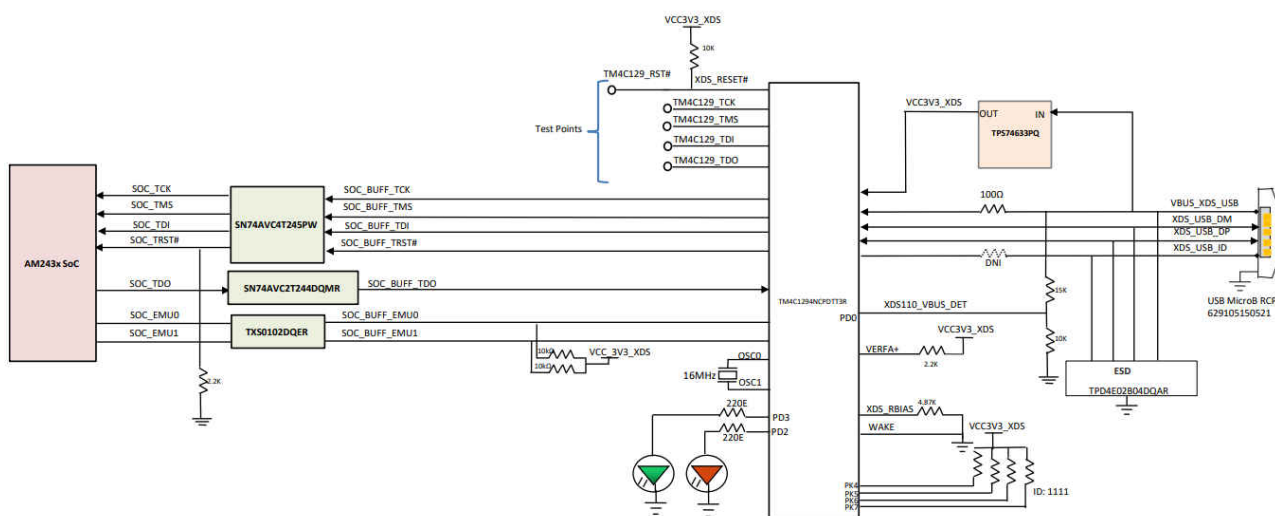 VCC3V3_XDS
10K
TM4C129_RST#
XDS_RESET#
TM4C129_TCK
TM4C129_TMS
Test Points
TM4C129_TDI
TM4C129_TDO
VCC3V3_XDS
OUT
IN
TPS74633PQ
AM243x SoC
SOC_TCK
SOC_TMS
SOC_TDI
SOC_TRST#
SN74AVC4T245PW
SOC_BUFF_TCK
SOC_BUFF_TMS
SOC_BUFF_TDI
SOC_BUFF_TRST#
SOC_TDO
SN74AVC2T244DQMR
SOC_BUFF_TDO
SOC_EMU0
SOC_EMU1
TXS0102DQER
SOC_BUFF_EMU0
SOC_BUFF_EMU1
2.2K
10kΩ
10kΩ
VCC_3V3_XDS
16MHz
OSC0
OSC1
220E
PD3
220E
PD2
TM4C1294NCPDTT3R
PD0
100Ω
VBUS_XDS_USB
XDS_USB_DM
XDS_USB_DP
XDS_USB_ID
DNI
USB MicroB RCP
629105150521
15K
XDS110_VBUS_DET
10K
VCC3V3_XDS
VERFA+
2.2K
ESD
TPD4E02B04DQAR
XDS_RBIAS
4.87K
WAKE
VCC3V3_XDS
PK4
PK5
PK6
PK7
ID: 1111